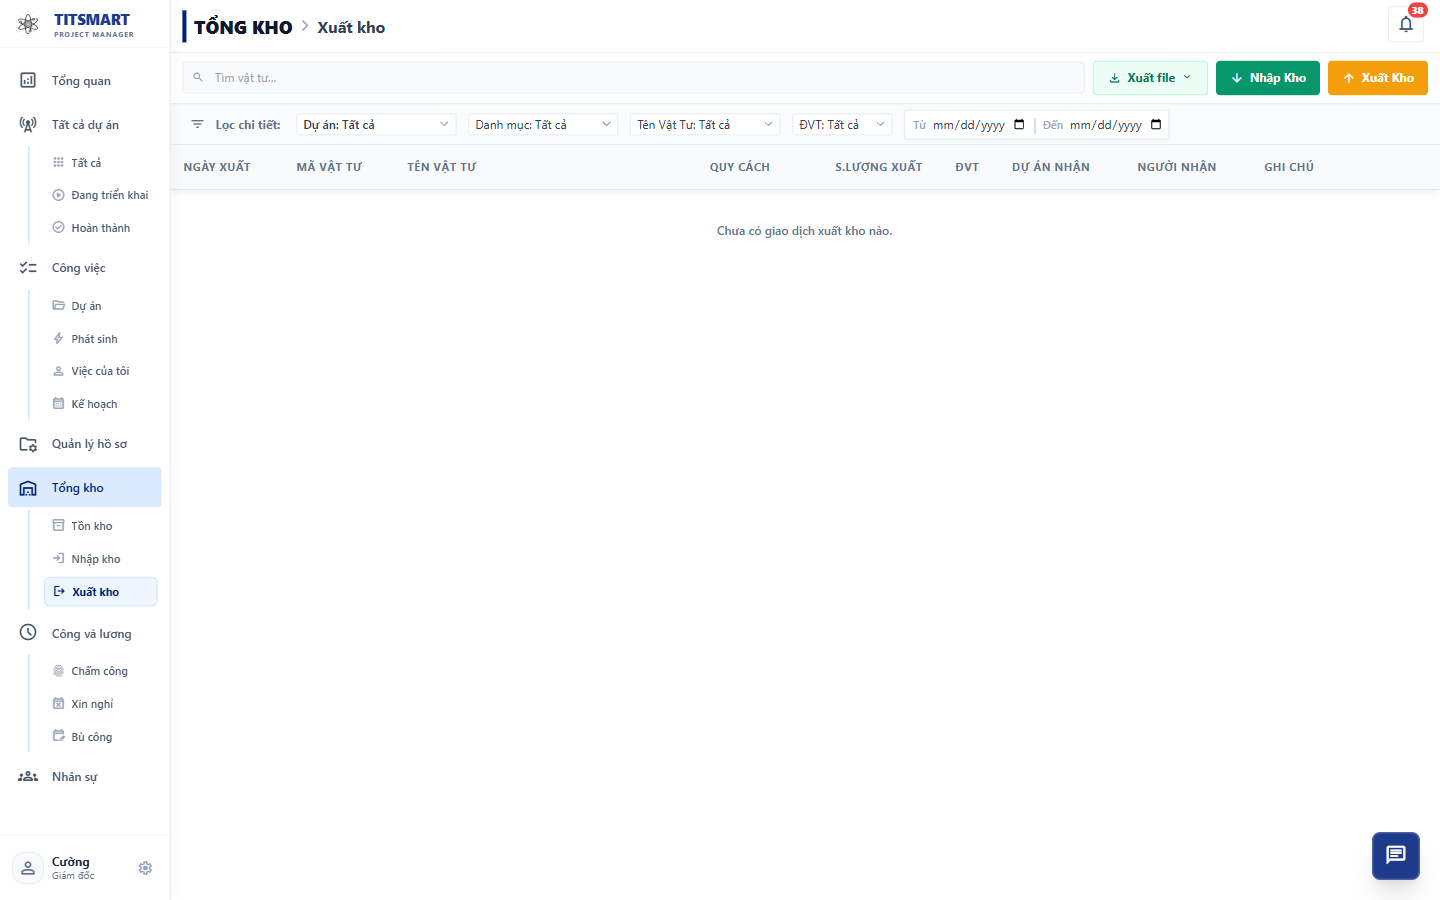 TITSMART
PROJECT MANAGER
Tổng quan
Tất cả dự án
Tất cả
Đang triển khai
Hoàn thành
Công việc
Dự án
Phát sinh
Việc của tôi
Kế hoạch
Quản lý hồ sơ
Tổng kho
Tồn kho
Nhập kho
Xuất kho
Công và lương
Chấm công
Xin nghỉ
Bù công
Nhân sự
Cường
Giám đốc
TỔNG KHO > Xuất kho
38
Tìm vật tư...
Xuất file
Nhập Kho
Xuất Kho
Lọc chi tiết: Dự án: Tất cả Danh mục: Tất cả Tên Vật Tư: Tất cả ĐVT: Tất cả Từ mm/dd/yyyy Đến mm/dd/yyyy
NGÀY XUẤT MÃ VẬT TƯ TÊN VẬT TƯ QUY CÁCH S.LƯỢNG XUẤT ĐVT DỰ ÁN NHẬN NGƯỜI NHẬN GHI CHÚ
Chưa có giao dịch xuất kho nào.